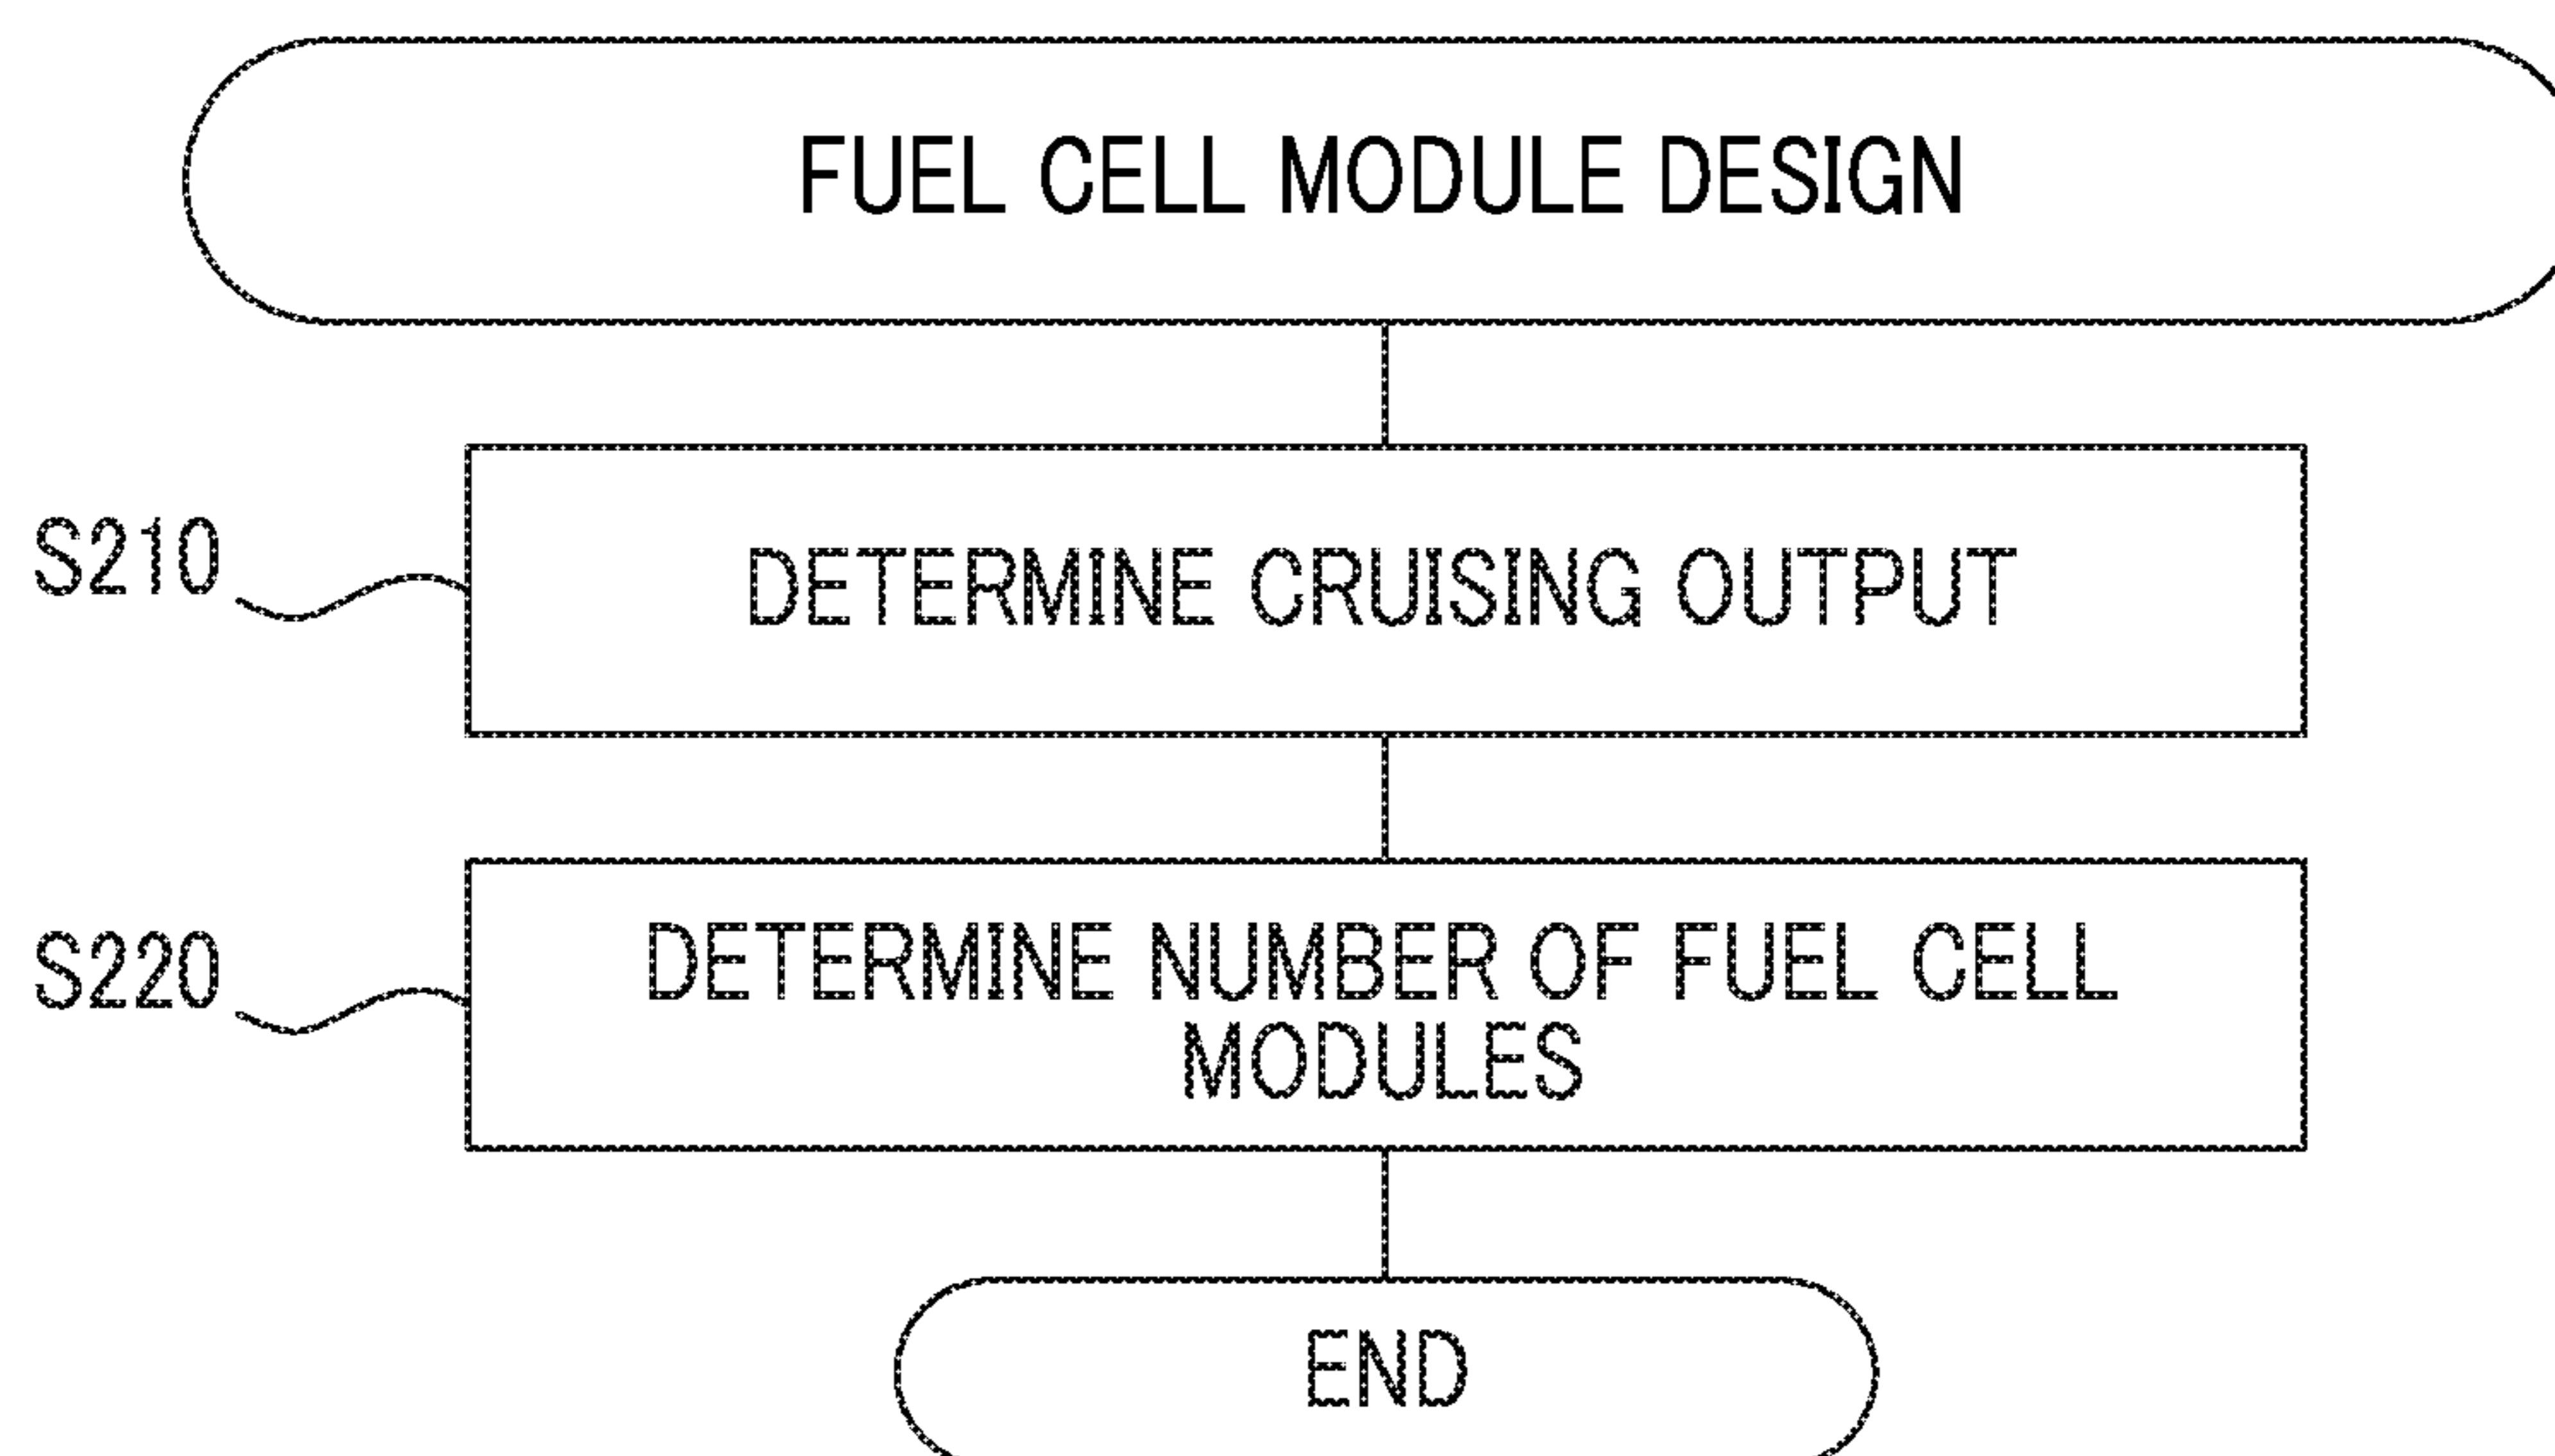 FUEL CELL MODULE DESIGN
S210
DETERMINE CRUISING OUTPUT
S220
DETERMINE NUMBER OF FUEL CELL
MODULES
END